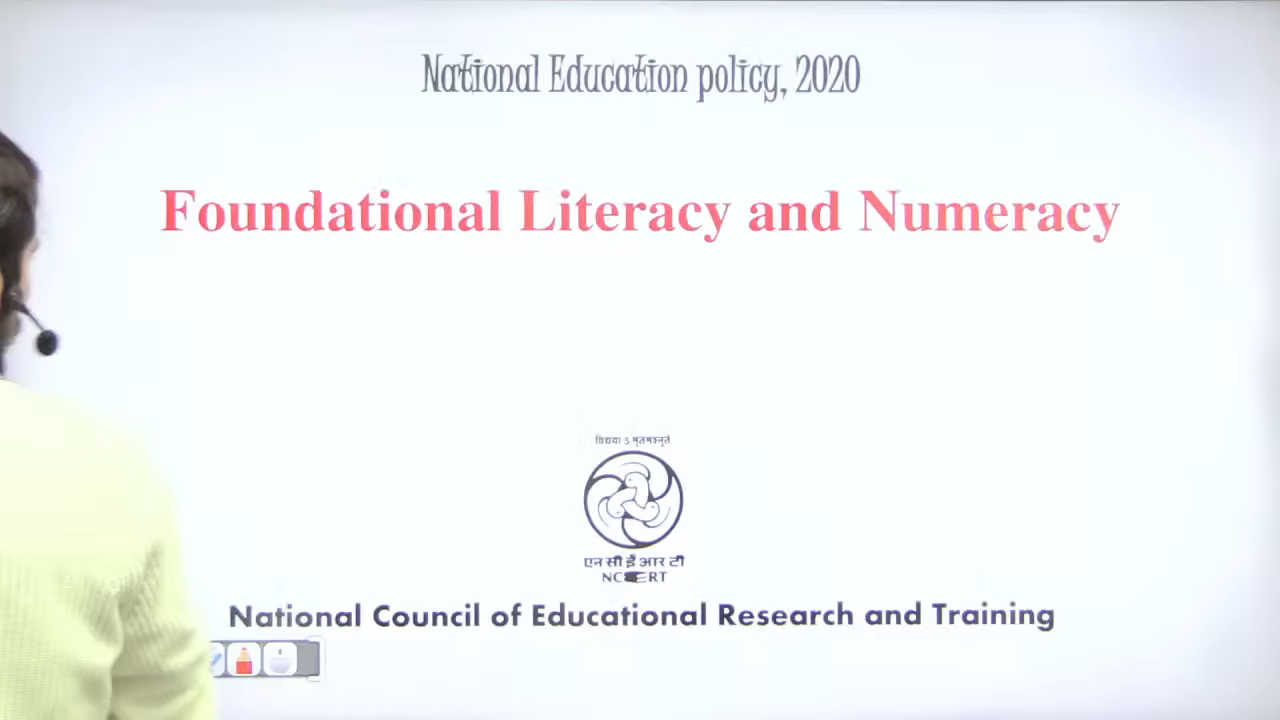 National Education policy, 2020
Foundational Literacy and Numeracy
एन सी ई आर टी
NCERT
National Council of Educational Research and Training